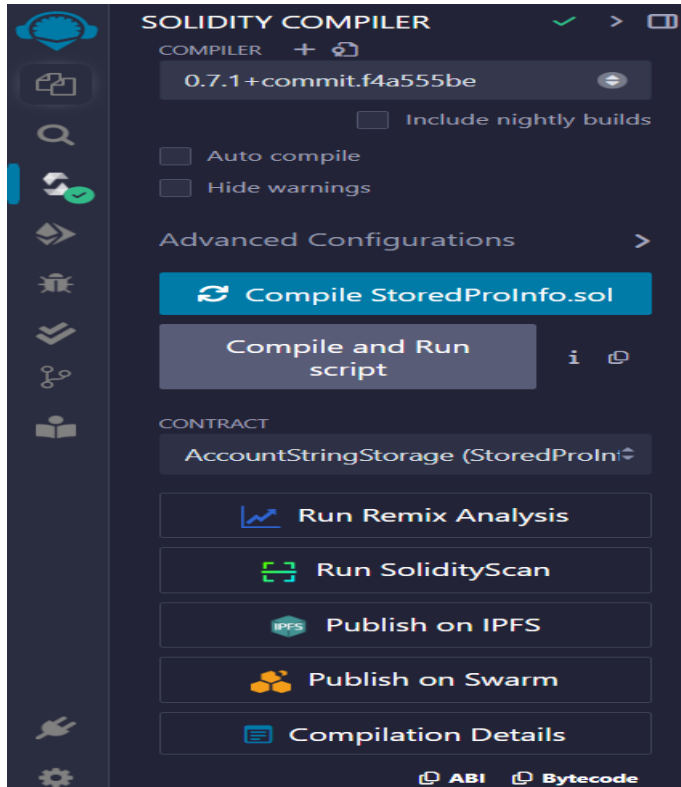 SOLIDITY COMPILER
COMPILER
0.7.1+commit.f4a555be
Include nightly builds
Auto compile
Hide warnings
Advanced Configurations
Compile StoredProInfo.sol
Compile and Run
script
i
CONTRACT
AccountStringStorage (StoredProInf
Run Remix Analysis
Run SolidityScan
IPFS Publish on IPFS
Publish on Swarm
Compilation Details
ABI Bytecode